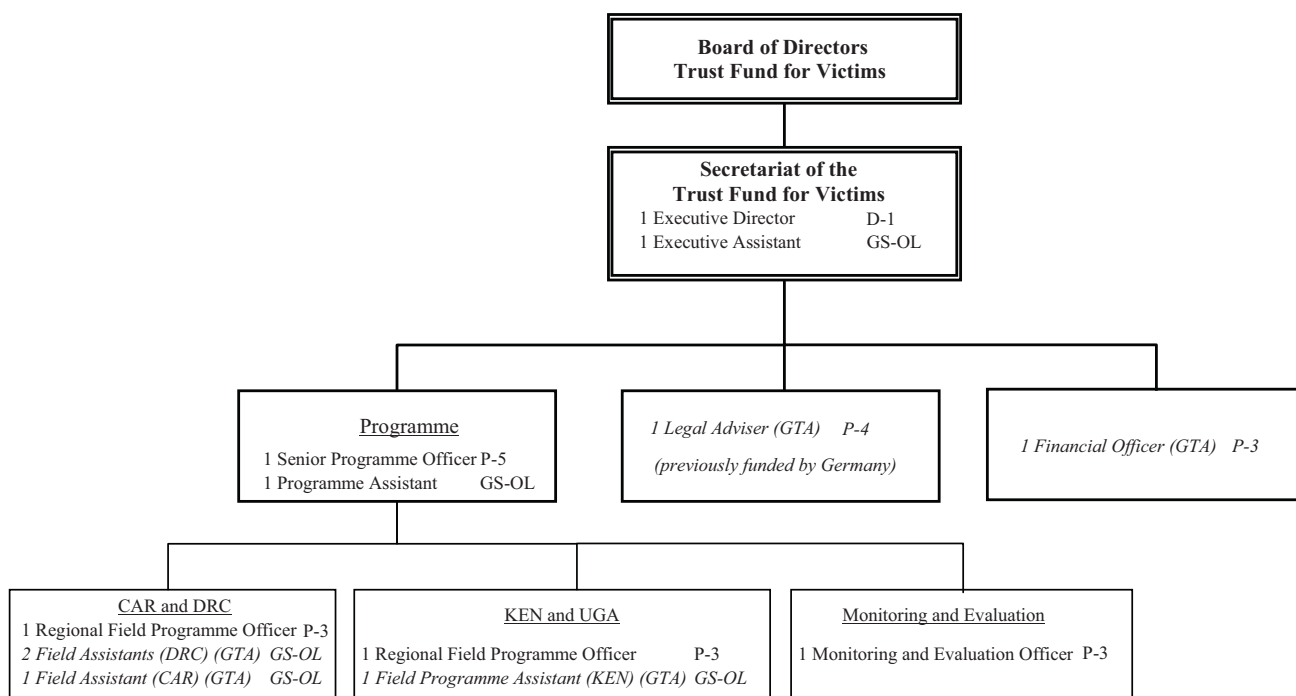 Board of Directors
Trust Fund for Victims
Secretariat of the
Trust Fund for Victims
1 Executive Director D-1
1 Executive Assistant GS-OL
Programme
1 Senior Programme Officer P-5
1 Programme Assistant GS-OL
1 Legal Adviser (GTA) P-4
(previously funded by Germany)
1 Financial Officer (GTA) P-3
CAR and DRC
1 Regional Field Programme Officer P-3
2 Field Assistants (DRC) (GTA) GS-OL
1 Field Assistant (CAR) (GTA) GS-OL
KEN and UGA
1 Regional Field Programme Officer P-3
1 Field Programme Assistant (KEN) (GTA) GS-OL
Monitoring and Evaluation
1 Monitoring and Evaluation Officer P-3